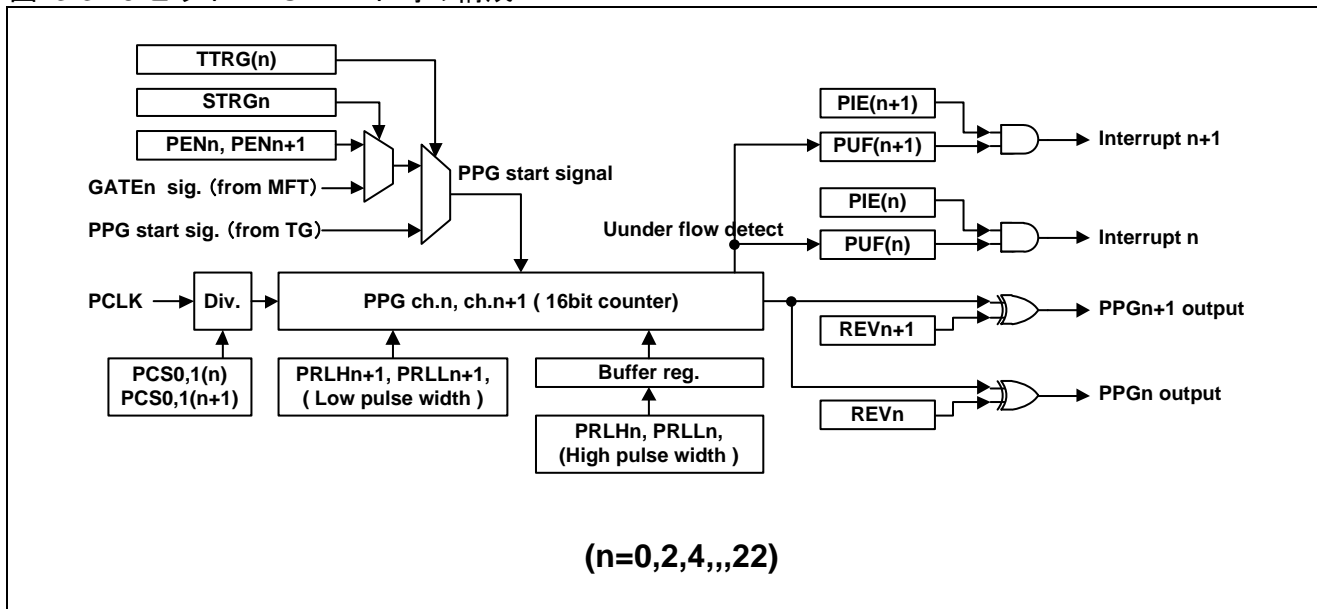 TTRG(n)
STRGn
PENn, PENn+1
GATEn sig. (from MFT)
PPG start sig. (from TG)
PPG start signal
Uunder flow detect
PIE(n+1)
PUF(n+1)
Interrupt n+1
PIE(n)
PUF(n)
Interrupt n
PCLK
Div.
PPG ch.n, ch.n+1 ( 16bit counter)
PPGn+1 output
REVn+1
PCS0,1(n)
PCS0,1(n+1)
PRLHn+1, PRLLn+1,
( Low pulse width )
Buffer reg.
PRLHn, PRLLn,
(High pulse width )
PPGn output
REVn
(n=0,2,4,,,22)